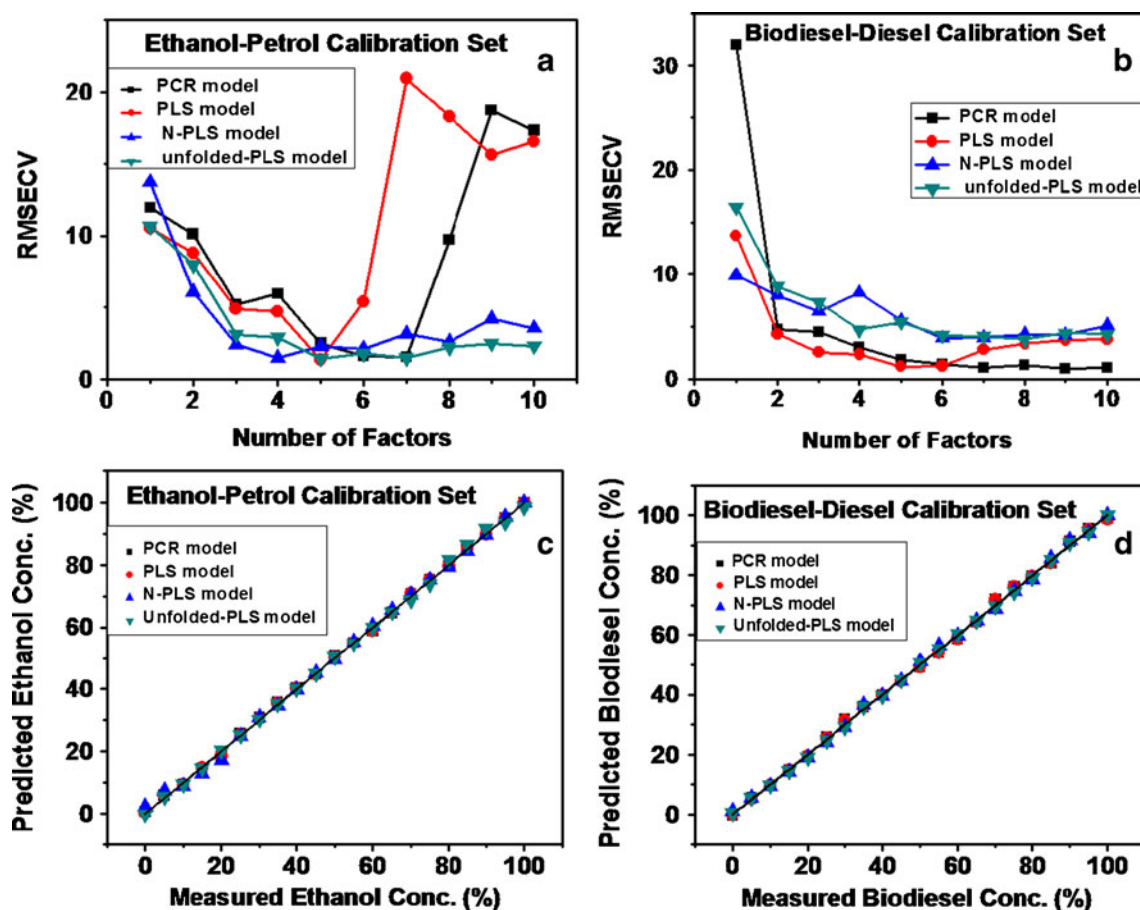 Ethanol-Petrol Calibration Set
a
PCR model
PLS model
N-PLS model
unfolded-PLS model
RMSECV
20
10
0
0
2
4
6
8
10
Number of Factors
Biodiesel-Diesel Calibration Set
b
PCR model
PLS model
N-PLS model
unfolded-PLS model
RMSECV
30
20
10
0
0
2
4
6
8
10
Number of Factors
Ethanol-Petrol Calibration Set
c
PCR model
PLS model
N-PLS model
Unfolded-PLS model
Predicted Ethanol Conc. (%)
100
80
60
40
20
0
0
20
40
60
80
100
Measured Ethanol Conc. (%)
Biodiesel-Diesel Calibration Set
d
PCR model
PLS model
N-PLS model
Unfolded-PLS model
Predicted Biodiesel Conc. (%)
100
80
60
40
20
0
0
20
40
60
80
100
Measured Biodiesel Conc. (%)